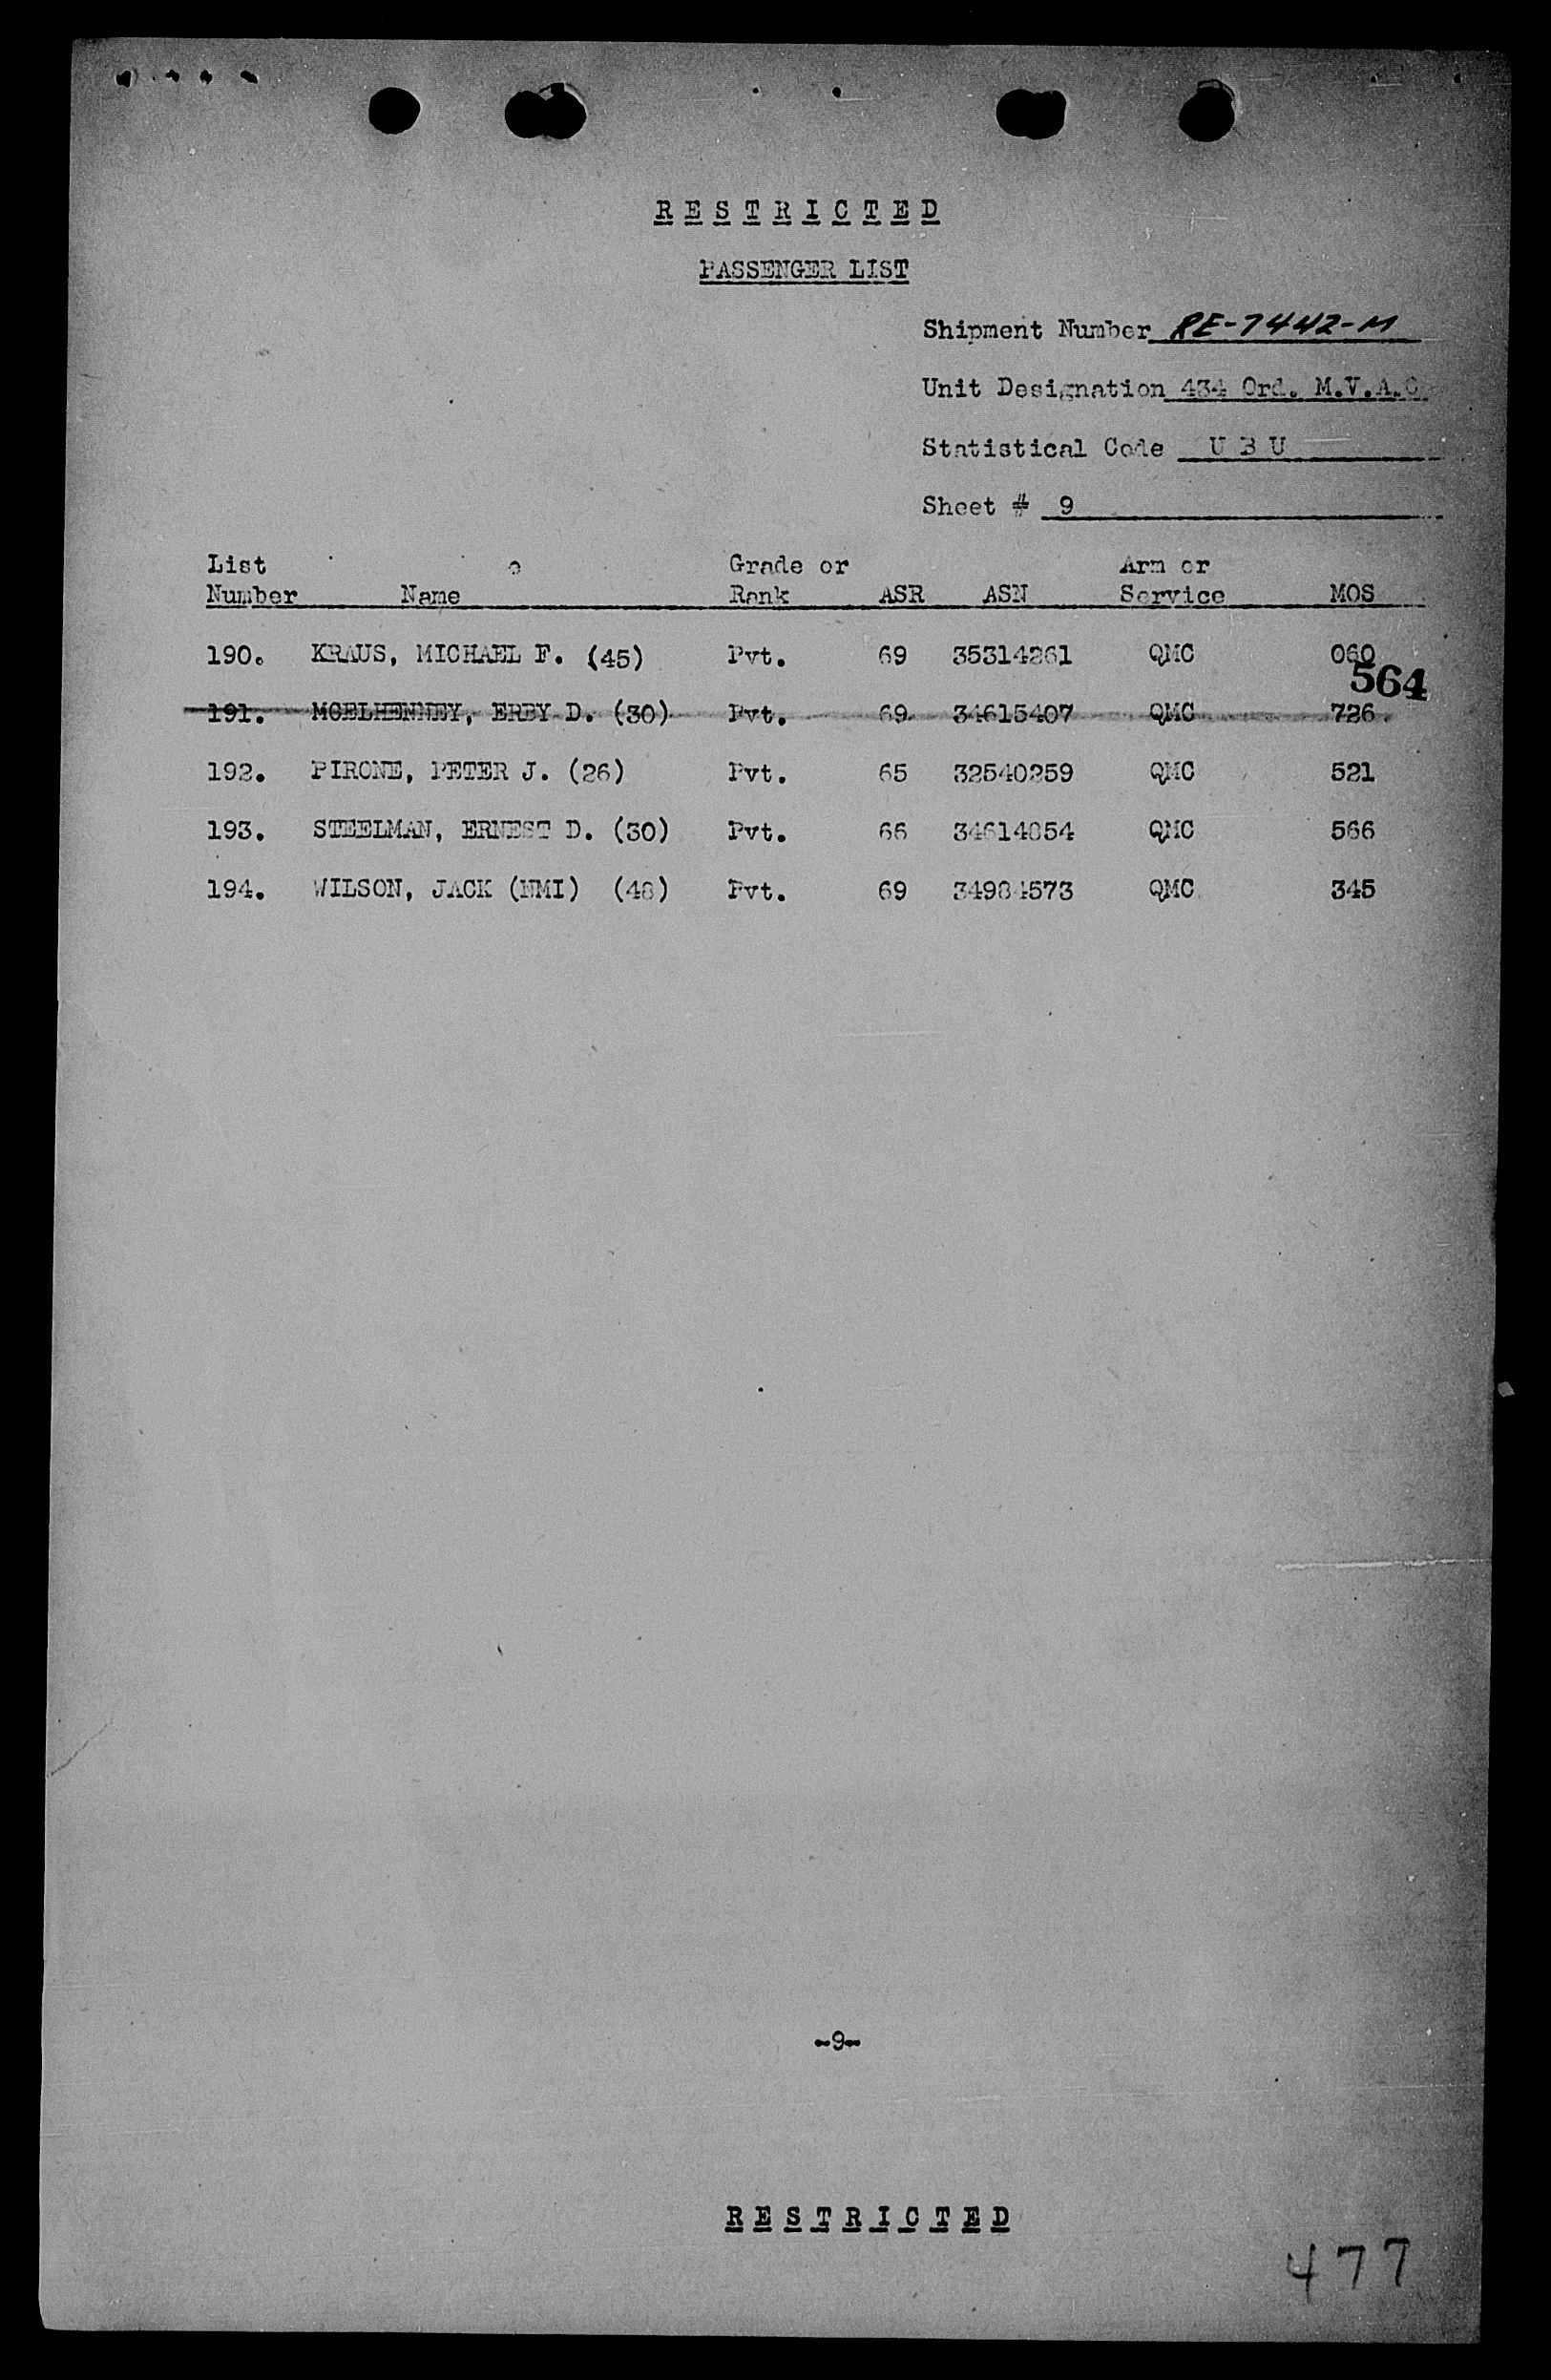 RESTRICTED
PASSENGER LIST
Shipment Number RE-7442-M
Unit Designation 434 Ord. M.V.A.C
Statistical Code U B U
Sheet # 9
List Grade or Arm or
Number Name Rank ASR ASN Service MOS
190. KRAUS, MICHAEL F. (45) Pvt. 69 35314261 QMC 060
564
191. MCELHENNEY, ERBY D. (30) Pvt. 69 34615407 QMC 726
192. PIRONE, PETER J. (26) Pvt. 65 32540259 QMC 521
193. STEELMAN, ERNEST D. (30) Pvt. 66 34614854 QMC 566
194. WILSON, JACK (NMI) (48) Pvt. 69 34984573 QMC 345
-9-
RESTRICTED
477